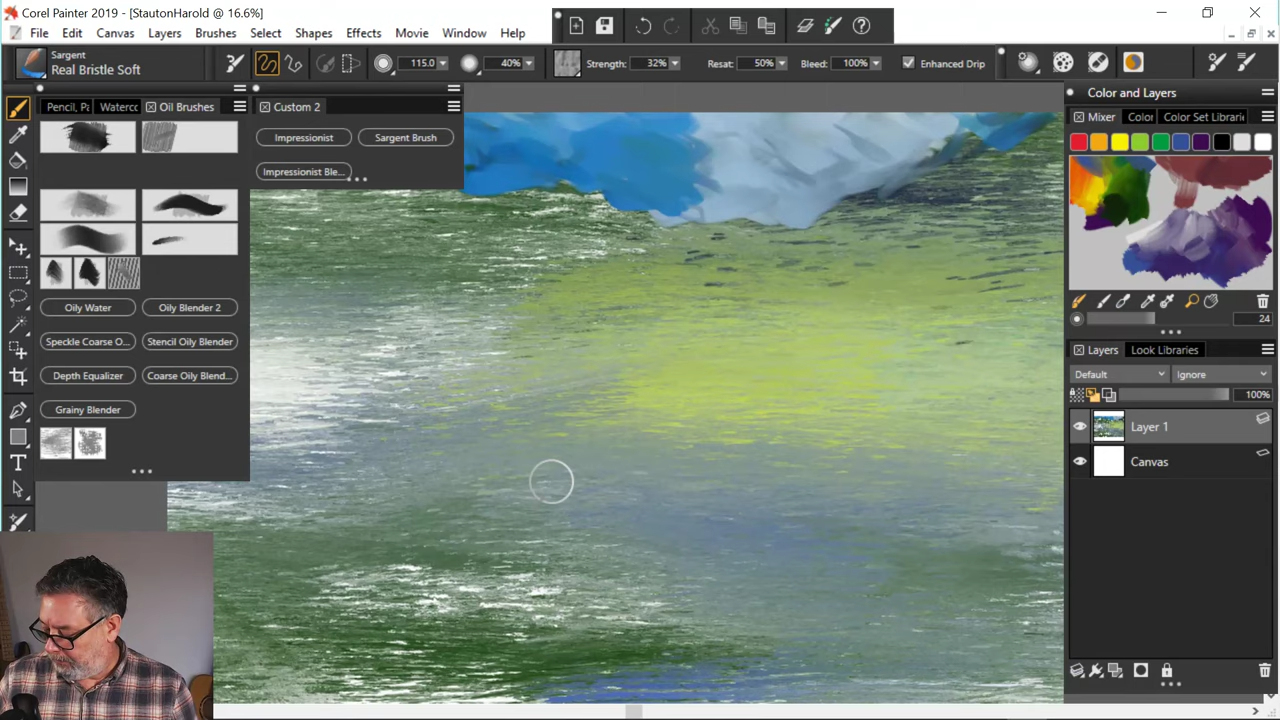 Corel Painter 2019 - [StautonHarold @ 16.6%]
File Edit Canvas Layers Brushes Select Shapes Effects Movie Window Help
Sargent
Real Bristle Soft
115.0 40% Strength: 32% Resat: 50% Bleed: 100% Enhanced Drip
Pencil, Pa Waterco Oil Brushes
Custom 2
Impressionist Sargent Brush
Impressionist Ble...
Oily Water Oily Blender 2
Speckle Coarse O... Stencil Oily Blender
Depth Equalizer Coarse Oily Blend...
Grainy Blender
Color and Layers
Mixer Color Color Set Librari
24
Layers Look Libraries
Default Ignore
100%
Layer 1
Canvas